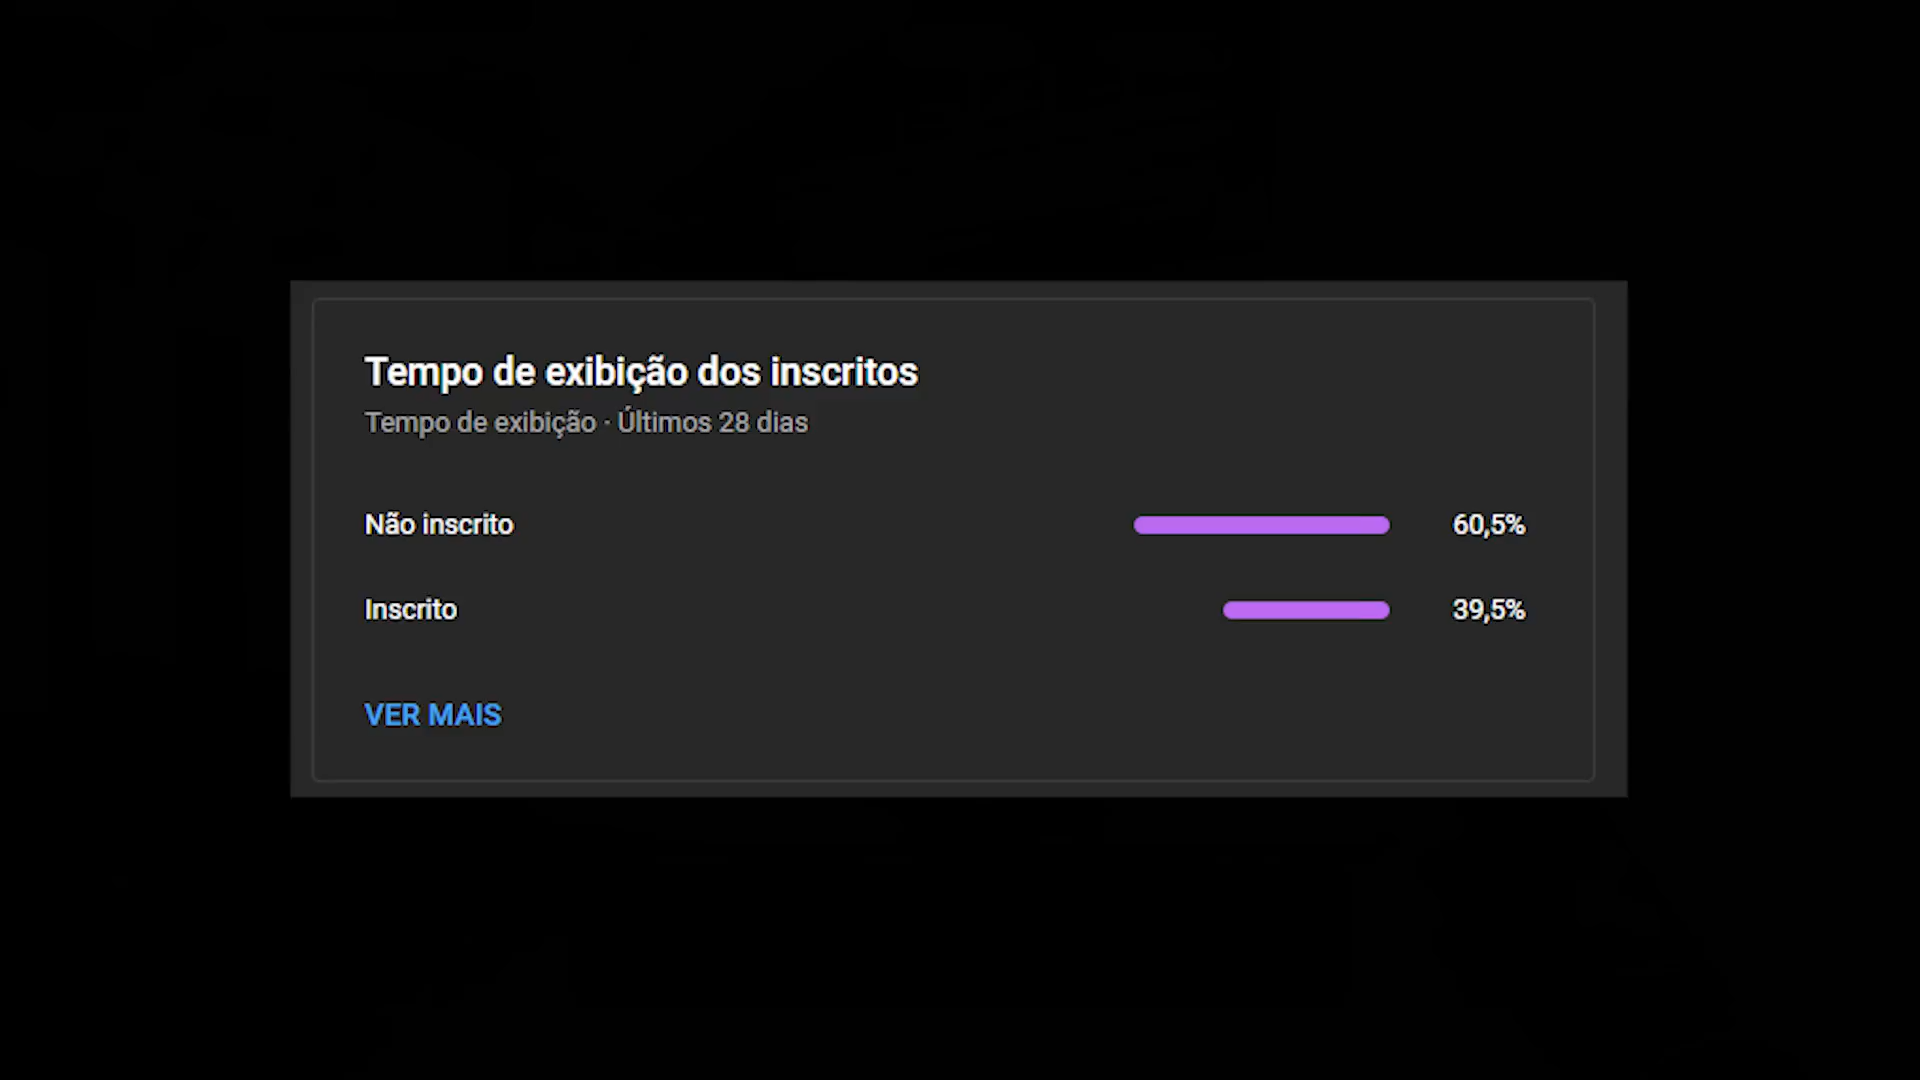 Tempo de exibição dos inscritos
Tempo de exibição · Últimos 28 dias
Não inscrito 60,5%
Inscrito 39,5%
VER MAIS